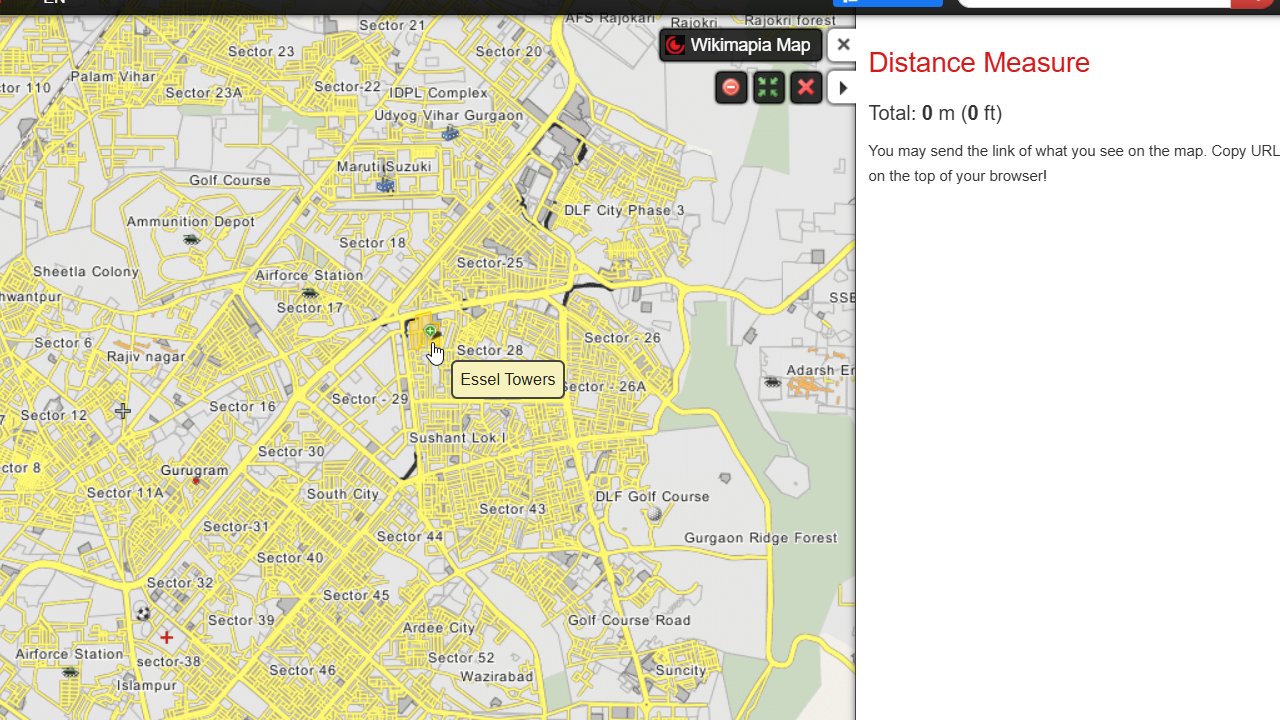 EN
AFS Rajokari
Rajokri
Rajokri forest
Sector 21
Sector 23
Sector 20
Wikimapia Map
Palam Vihar
Sector 23A
Sector-22
IDPL Complex
Udyog Vihar Gurgaon
Maruti Suzuki
Golf Course
Ammunition Depot
DLF City Phase 3
Sector 18
Sector-25
Sheetla Colony
Airforce Station
Sector 17
Sector 6
Rajiv nagar
Sector 28
Sector - 26
Essel Towers
Sector - 26A
Adarsh En
Sector 12
Sector 16
Sector - 29
Sushant Lok I
Sector 30
Gurugram
Sector 11A
South City
DLF Golf Course
Sector 43
Sector-31
Sector 44
Gurgaon Ridge Forest
Sector 40
Sector 32
Sector 45
Sector 39
Ardee City
Golf Course Road
Airforce Station
sector-38
Sector 46
Sector 52
Wazirabad
Suncity
Islampur
Distance Measure
Total: 0 m (0 ft)
You may send the link of what you see on the map. Copy URL
on the top of your browser!